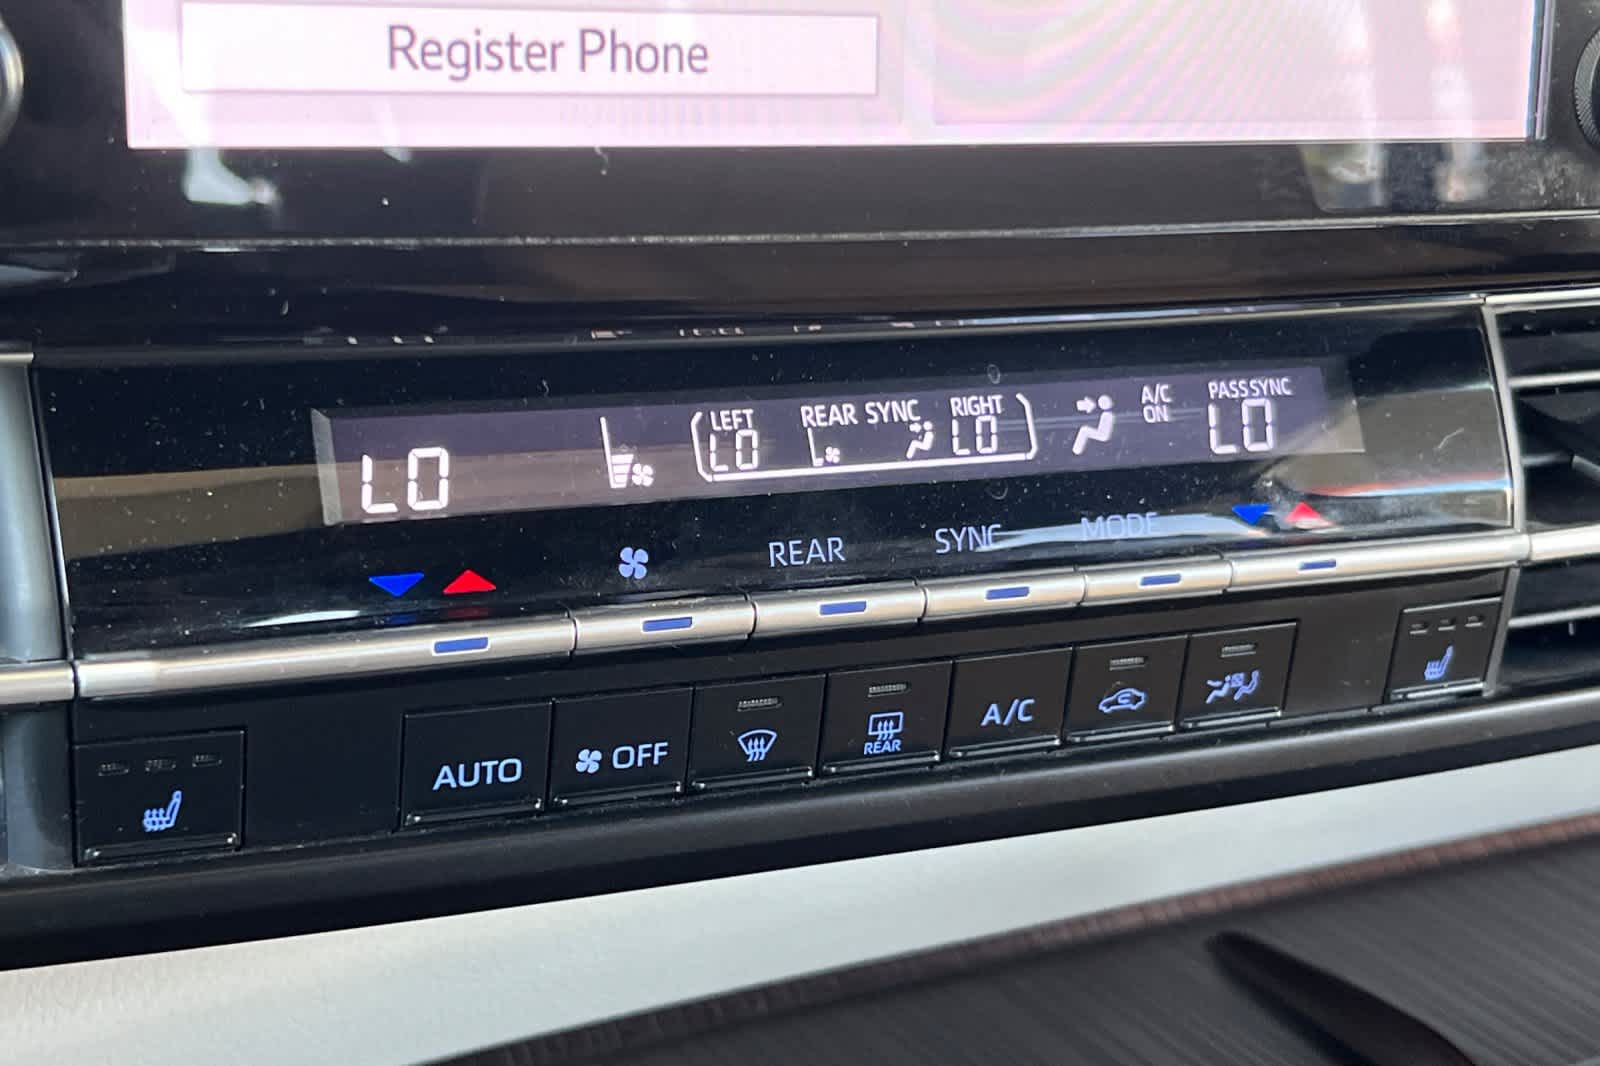 Register Phone
LO
LEFT
LO
REAR SYNC
RIGHT
LO
A/C
ON
PASS SYNC
LO
REAR
SYNC
MODE
AUTO
OFF
REAR
A/C